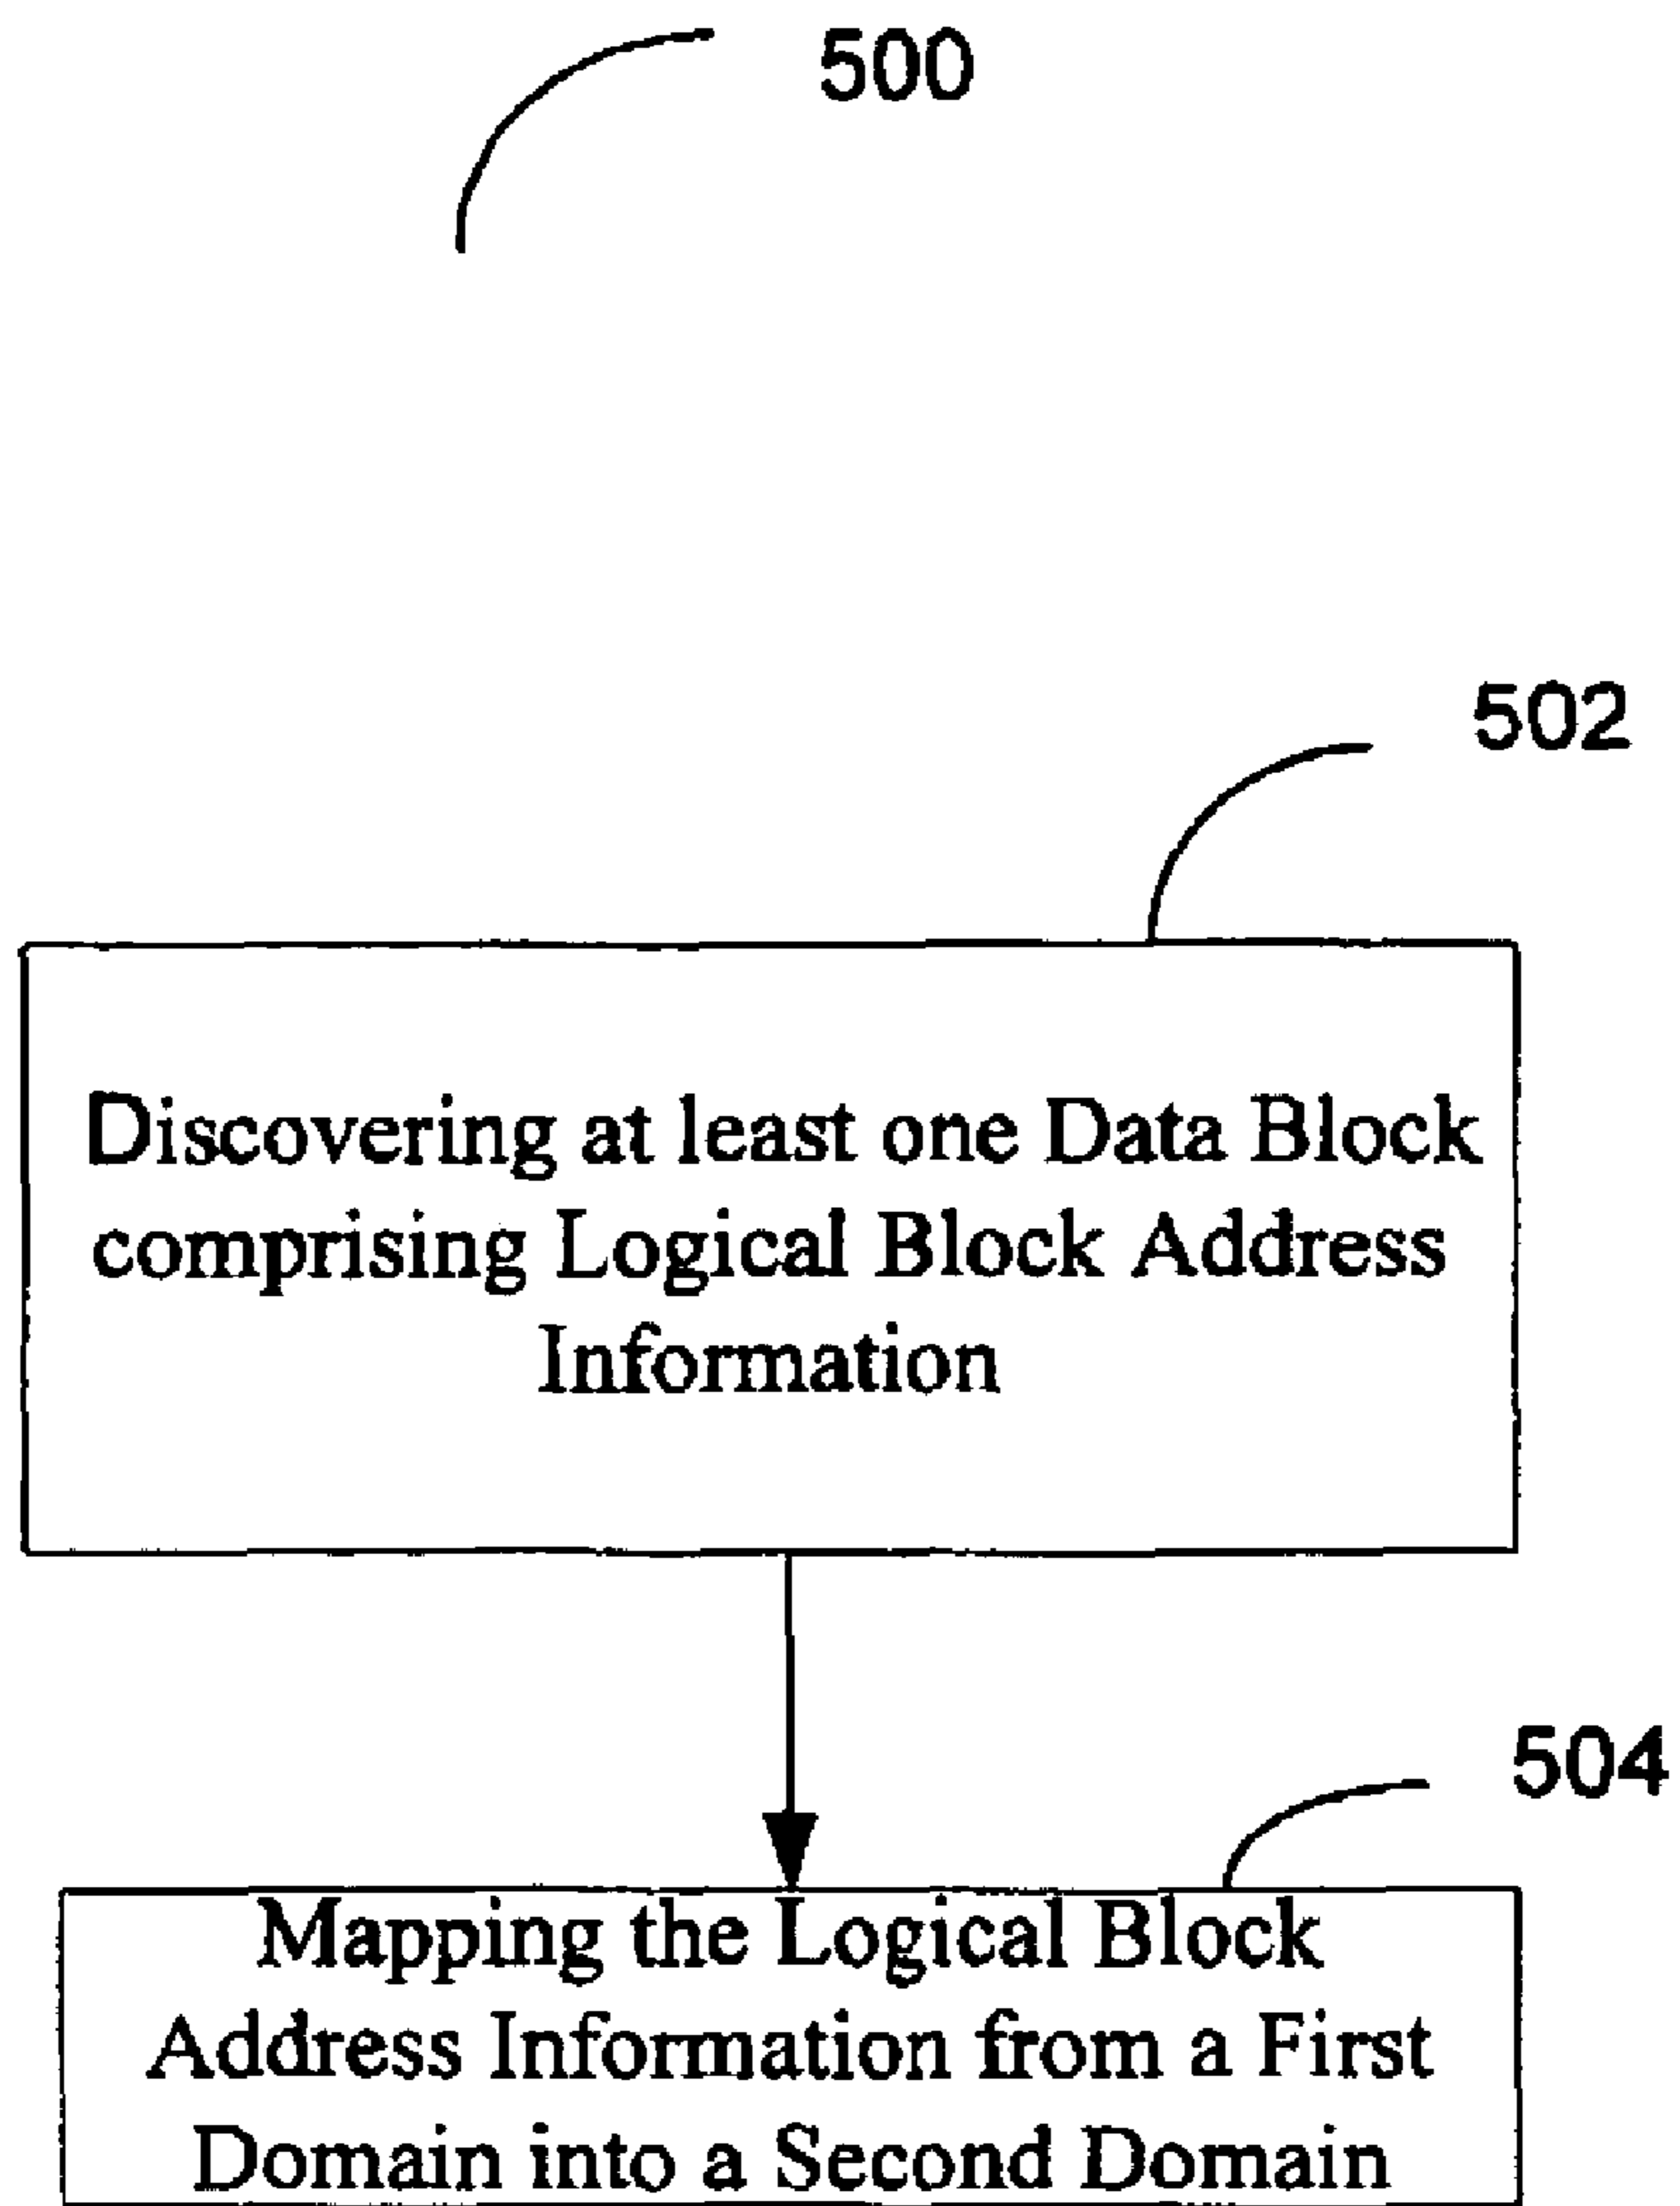 500
502
Discovering at least one Data Block
comprising Logical Block Address
Information
504
Mapping the Logical Block
Address Information from a First
Domain into a Second Domain